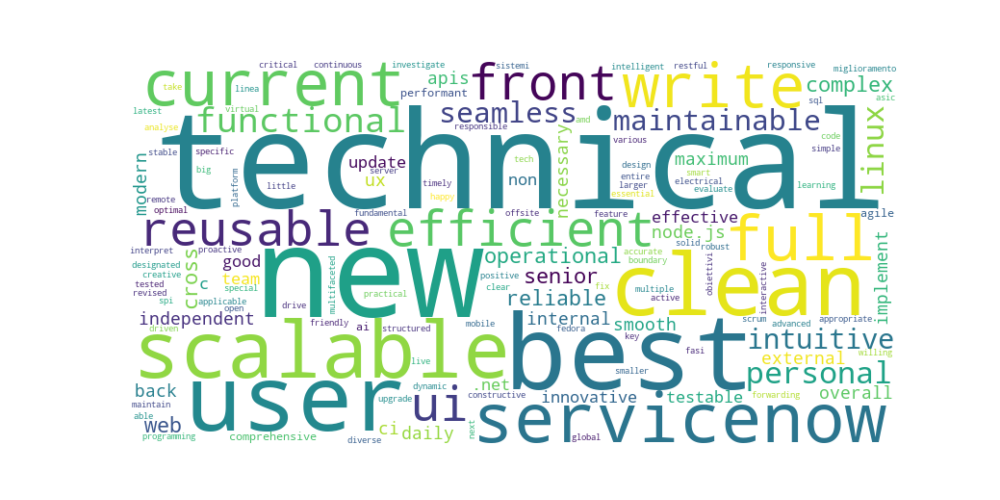 critical continuous investigate sistemi intelligent restful responsive miglioramento
current linea apis front write complex
take virtual performant sql asic
latest functional seamless maintainable linux
analyse responsible amd various code
technical
stable specific update tech necessary design maximum simple
modern big server ux timely non entire smart electrical learning
remote platform little happy larger essential evaluate
optimal fundamental offsite feature effective agile
reusable efficient node.js solid full
interpret proactive operational accurate robust
designated cross good new positive senior boundary clean implement
creative team multifaceted clear fix multiple obiettivi interactive
tested c special practical reliable active
revised spi applicable drive
open
independent friendly ai structured mobile internal smooth scrum advanced appropriate
scalable driven fedora testable key best intuitive
live fasi external willing
smaller personal
back user dynamic .net constructive innovative forwarding overall
maintain upgrade ui servicenow
able web ci daily next
programming comprehensive diverse global